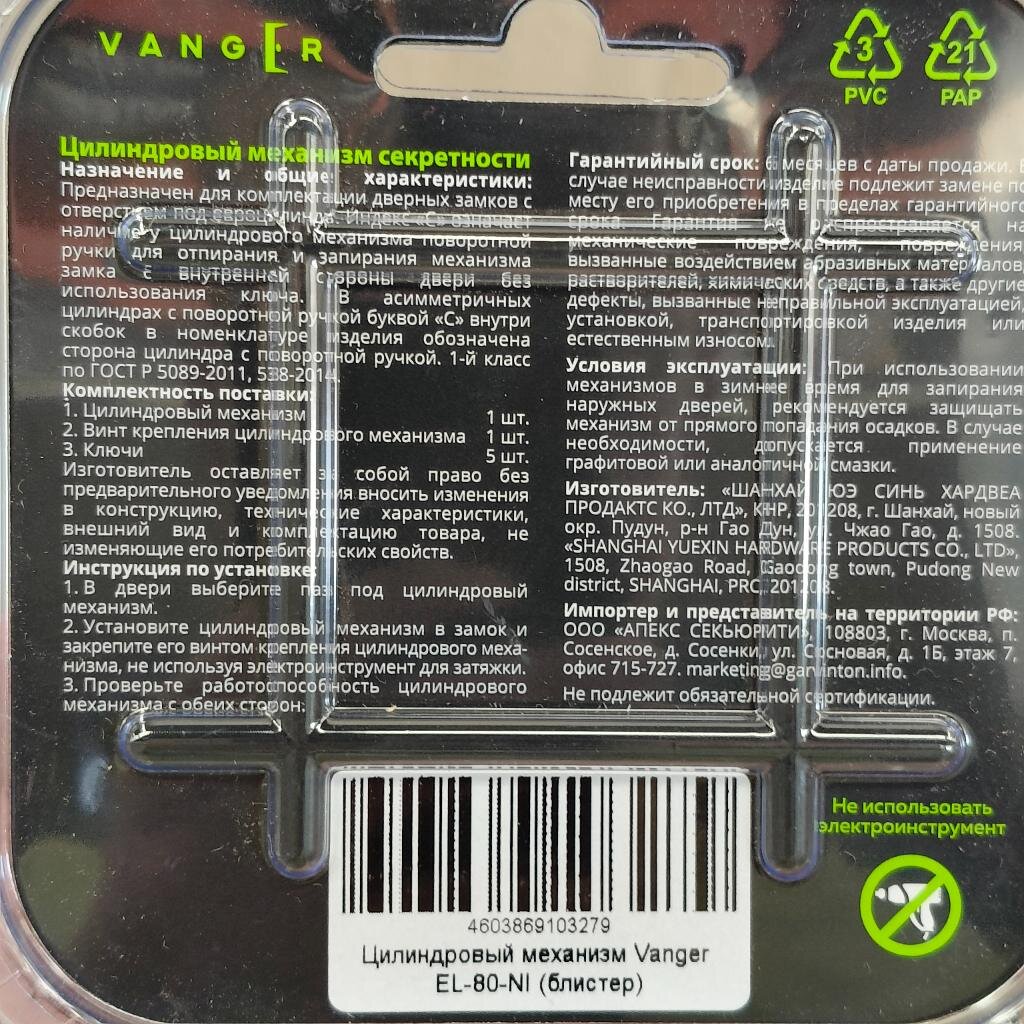 VANGER
3
PVC
21
PAP
Цилиндровый механизм секретности
Назначение и общие характеристики:
Предназначен для комплектации дверных замков с
отверстием под евроцилиндр. Индекс «С» означает
наличие у цилиндрового механизма поворотной
ручки для отпирания и запирания механизма
замка с внутренней стороны двери без
использования ключа. В асимметричных
цилиндрах с поворотной ручкой буквой «С» внутри
скобок в номенклатуре изделия обозначена
сторона цилиндра с поворотной ручкой. 1-й класс
по ГОСТ Р 5089-2011, 538-2014.
Комплектность поставки:
1. Цилиндровый механизм 1 шт.
2. Винт крепления цилиндрового механизма 1 шт.
3. Ключи 5 шт.
Изготовитель оставляет за собой право без
предварительного уведомления вносить изменения
в конструкцию, технические характеристики,
внешний вид и комплектацию товара, не
изменяющие его потребительских свойств.
Инструкция по установке:
1. В двери выберите паз под цилиндровый
механизм.
2. Установите цилиндровый механизм в замок и
закрепите его винтом крепления цилиндрового меха-
низма, не используя электроинструмент для затяжки.
3. Проверьте работоспособность цилиндрового
механизма с обеих сторон.
Гарантийный срок: 6 месяцев с даты продажи. В
случае неисправности изделие подлежит замене по
месту его приобретения в пределах гарантийного
срока. Гарантия не распространяется на
механические повреждения, повреждения
вызванные воздействием абразивных материалов,
растворителей, химических средств, а также другие
дефекты, вызванные неправильной эксплуатацией,
установкой, транспортировкой изделия или
естественным износом.
Условия эксплуатации: При использовании
механизмов в зимнее время для запирания
наружных дверей, рекомендуется защищать
механизм от прямого попадания осадков. В случае
необходимости, допускается применение
графитовой или аналогичной смазки.
Изготовитель: «ШАНХАЙ ЮЭ СИНЬ ХАРДВЕА
ПРОДАКТС КО., ЛТД», КНР, 201208, г. Шанхай, новый
окр. Пудун, р-н Гао Дун, ул. Чжао Гао, д. 1508.
«SHANGHAI YUEXIN HARDWARE PRODUCTS CO., LTD»,
1508, Zhaogao Road, Gaodong town, Pudong New
district, SHANGHAI, PRC 201208.
Импортер и представитель на территории РФ:
ООО «АПЕКС СЕКЬЮРИТИ», 108803, г. Москва, п.
Сосенское, д. Сосенки, ул. Сосновая, д. 1Б, этаж 7,
офис 715-727. marketing@garvinton.info.
Не подлежит обязательной сертификации.
Не использовать
электроинструмент
4603869103279
Цилиндровый механизм Vanger
EL-80-NI (блистер)